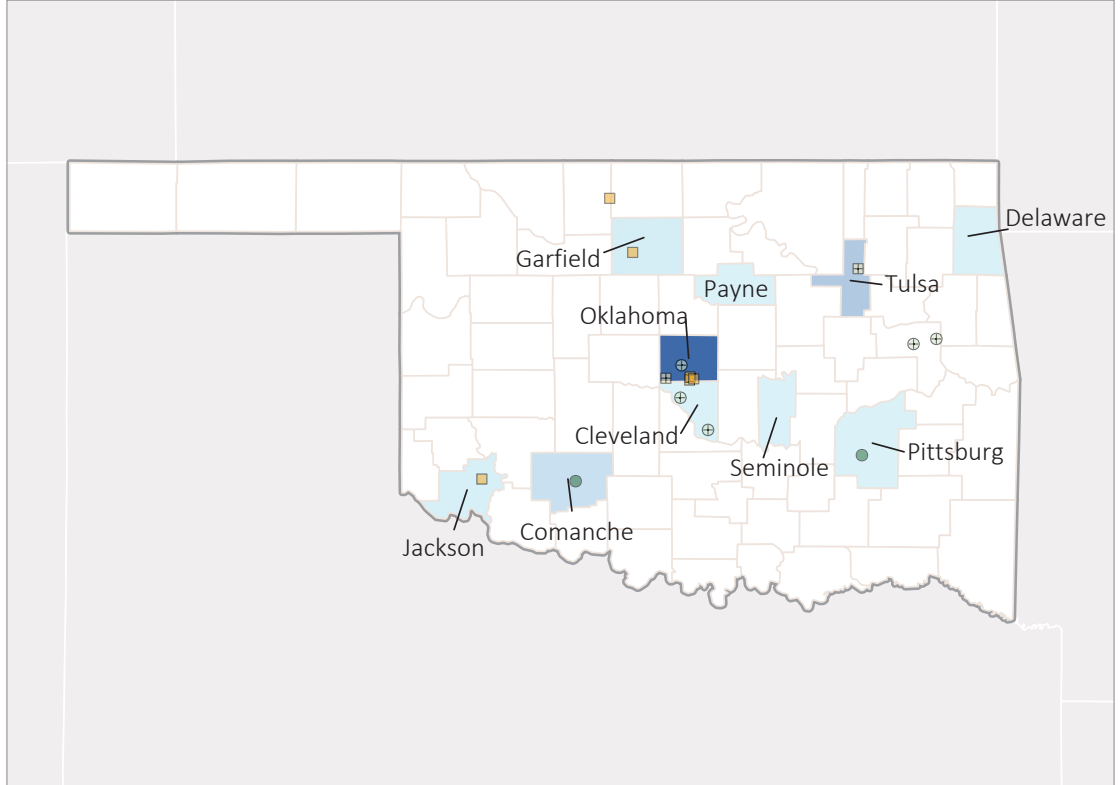 Delaware
Garfield
Tulsa
Payne
Oklahoma
Cleveland
Pittsburg
Seminole
Comanche
Jackson